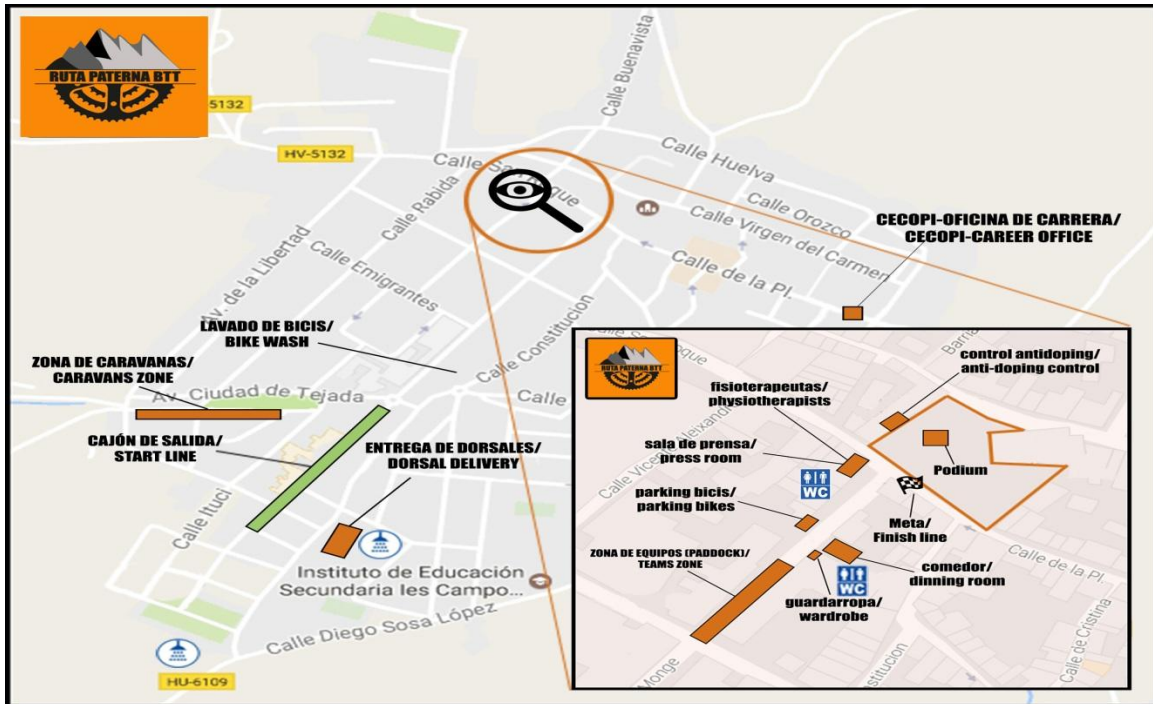 RUTA PATERNA BTT
5132
HV-5132
Calle Buenavista
Calle San Roque
Calle Huelva
Calle Rabida
Calle Orozco
Calle Virgen del Carmen
CECOPI-OFICINA DE CARRERA/
CECOPI-CAREER OFFICE
Av. de la Libertad
Calle Emigrantes
Calle de la Pl.
Calle Constitucion
LAVADO DE BICIS/
BIKE WASH
ZONA DE CARAVANAS/
CARAVANS ZONE
Av. Ciudad de Tejada
CAJÓN DE SALIDA/
START LINE
ENTREGA DE DORSALES/
DORSAL DELIVERY
Calle Ituci
Instituto de Educación
Secundaria Ies Campo...
Calle Diego Sosa López
HU-6109
RUTA PATERNA BTT
control antidoping/
anti-doping control
fisioterapeutas/
physiotherapists
sala de prensa/
press room
WC
Podium
parking bicis/
parking bikes
Meta/
Finish line
ZONA DE EQUIPOS (PADDOCK)/
TEAMS ZONE
comedor/
dinning room
WC
guardarropa/
wardrobe
Calle de la Pl.
Calle de Cristina
Monge